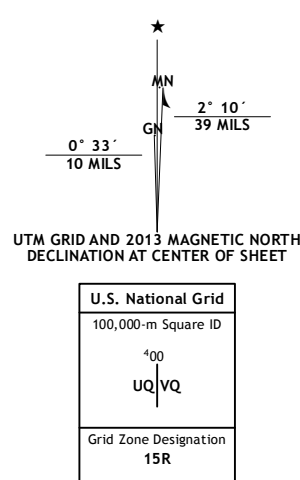 ★
MN
GN
2° 10´
39 MILS
0° 33´
10 MILS
UTM GRID AND 2013 MAGNETIC NORTH
DECLINATION AT CENTER OF SHEET
U.S. National Grid
100,000-m Square ID
⁴00
UQ VQ
Grid Zone Designation
15R